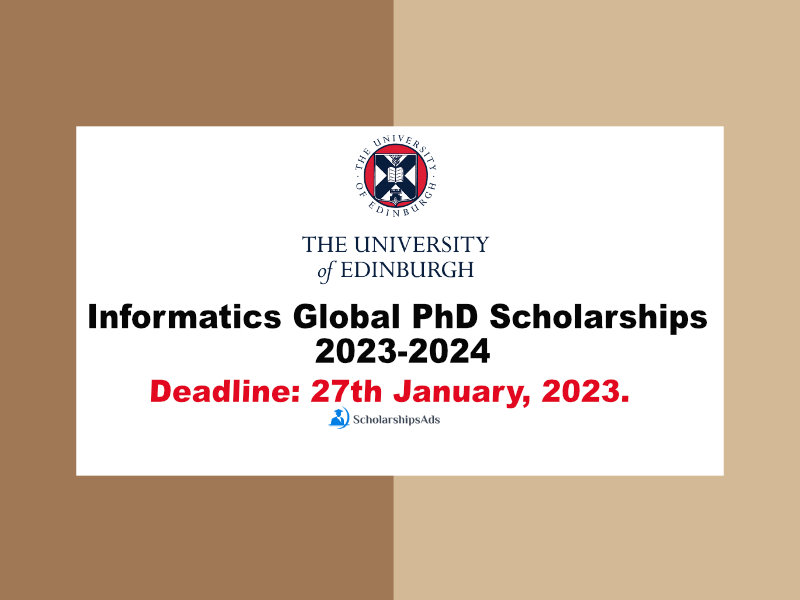 THE UNIVERSITY
OF EDINBURGH
THE UNIVERSITY
of EDINBURGH
Informatics Global PhD Scholarships
2023-2024
Deadline: 27th January, 2023.
ScholarshipsAds